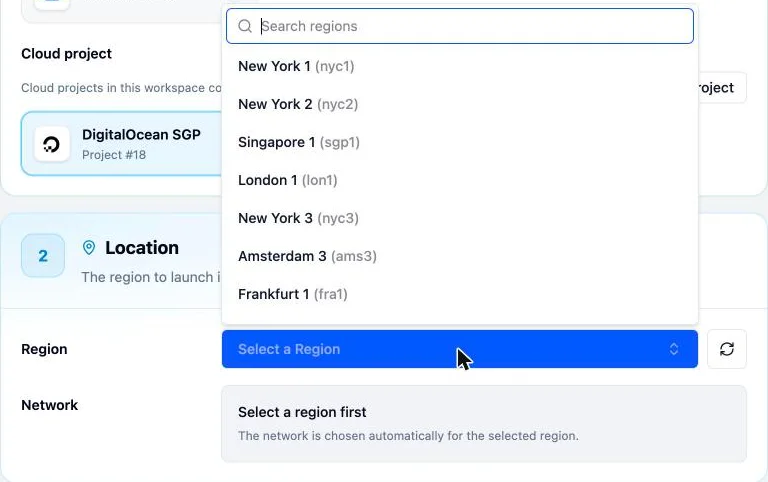 Search regions
New York 1 (nyc1)
New York 2 (nyc2)
Singapore 1 (sgp1)
London 1 (lon1)
New York 3 (nyc3)
Amsterdam 3 (ams3)
Frankfurt 1 (fra1)
Cloud project
Cloud projects in this workspace co
roject
DigitalOcean SGP
Project #18
2
Location
The region to launch i
Region
Select a Region
Network
Select a region first
The network is chosen automatically for the selected region.